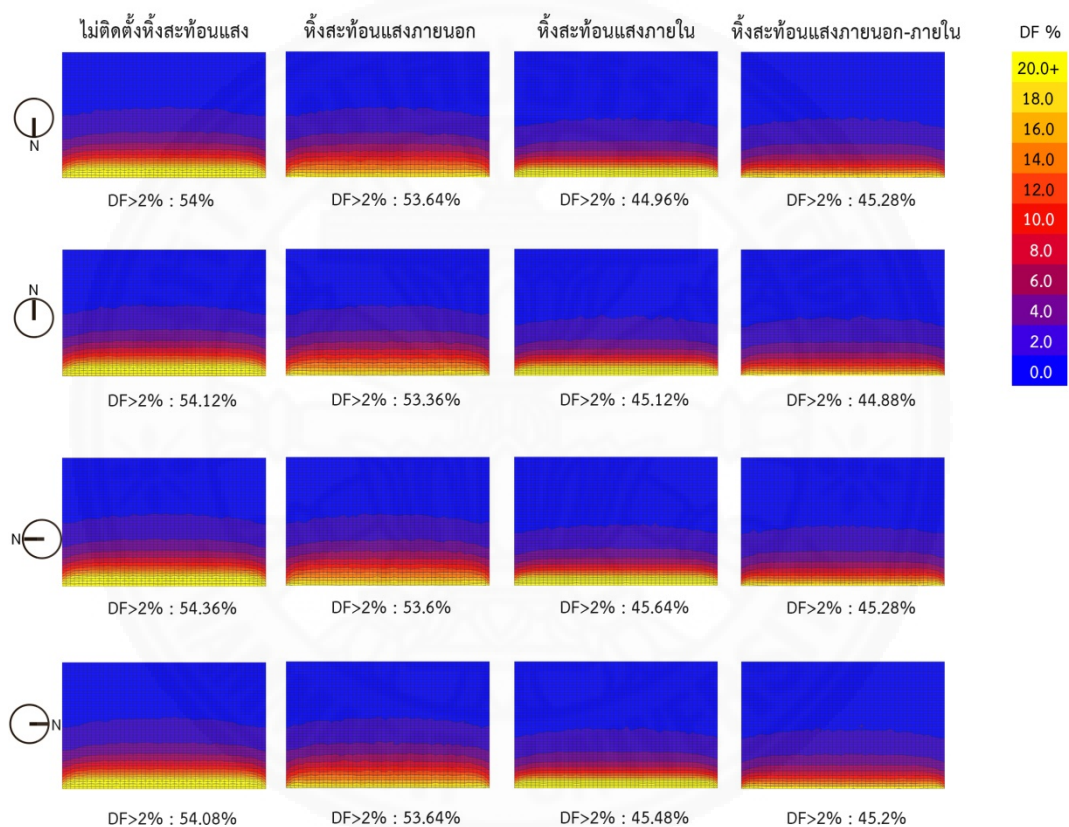 ไม่ติดตั้งหิ้งสะท้อนแสง หิ้งสะท้อนแสงภายนอก หิ้งสะท้อนแสงภายใน หิ้งสะท้อนแสงภายนอก-ภายใน DF %
20.0+
18.0
16.0
14.0
12.0
10.0
8.0
6.0
4.0
2.0
0.0
N
DF>2% : 54% DF>2% : 53.64% DF>2% : 44.96% DF>2% : 45.28%
N
DF>2% : 54.12% DF>2% : 53.36% DF>2% : 45.12% DF>2% : 44.88%
N
DF>2% : 54.36% DF>2% : 53.6% DF>2% : 45.64% DF>2% : 45.28%
N
DF>2% : 54.08% DF>2% : 53.64% DF>2% : 45.48% DF>2% : 45.2%